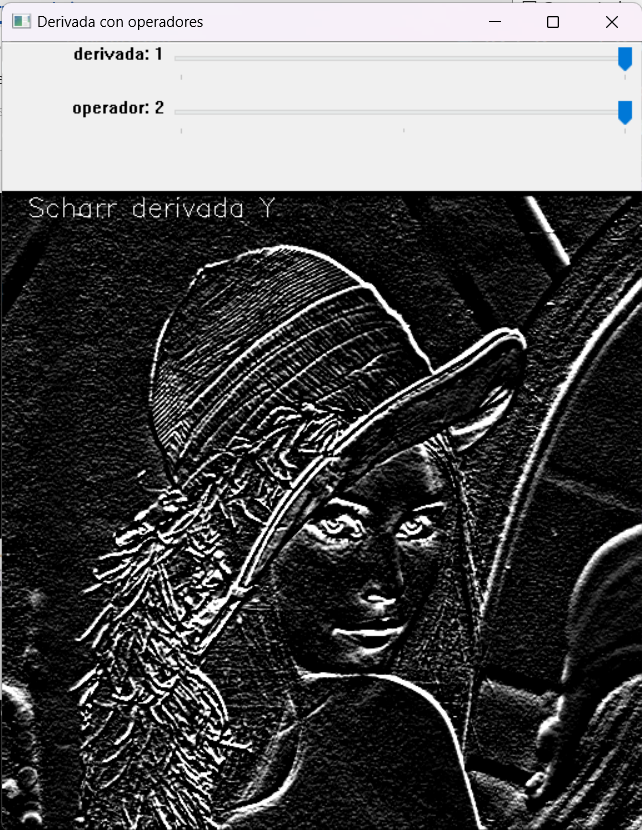 Derivada con operadores
derivada: 1
operador: 2
Scharr derivada Y